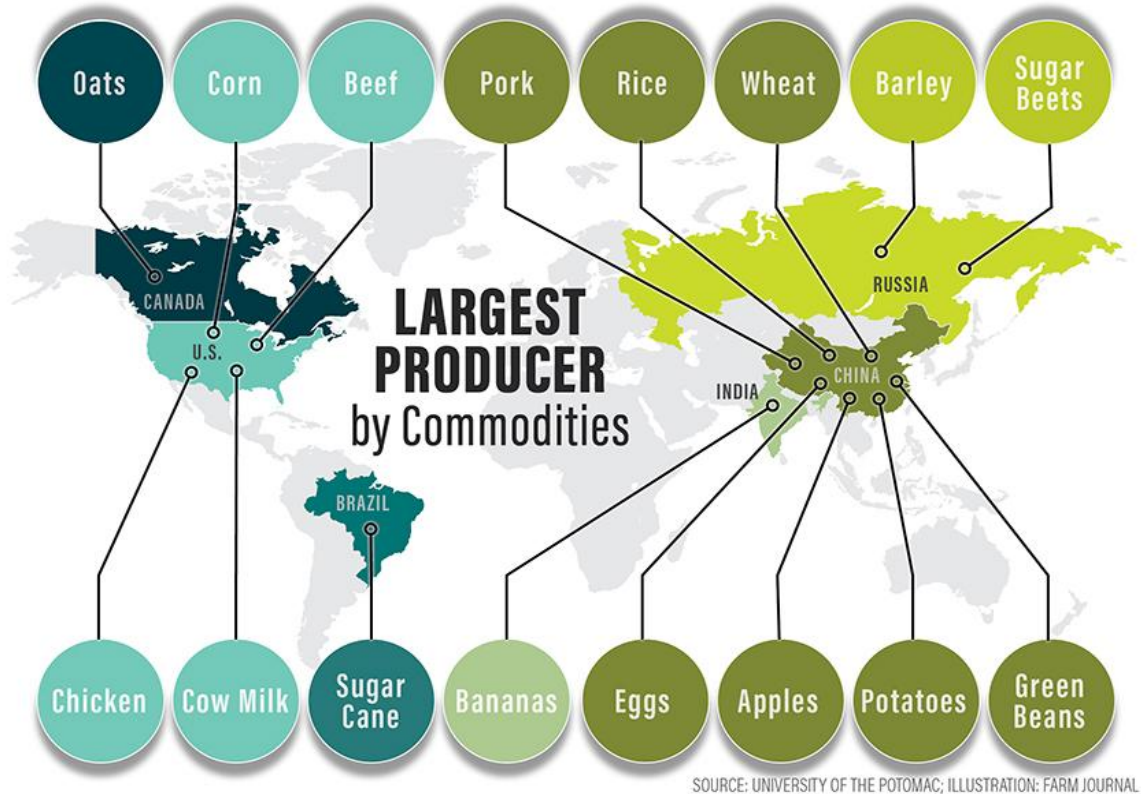 Oats
Corn
Beef
Pork
Rice
Wheat
Barley
Sugar
Beets
CANADA
U.S.
RUSSIA
LARGEST
PRODUCER
by Commodities
CHINA
INDIA
BRAZIL
Chicken
Cow Milk
Sugar
Cane
Bananas
Eggs
Apples
Potatoes
Green
Beans
SOURCE: UNIVERSITY OF THE POTOMAC; ILLUSTRATION: FARM JOURNAL